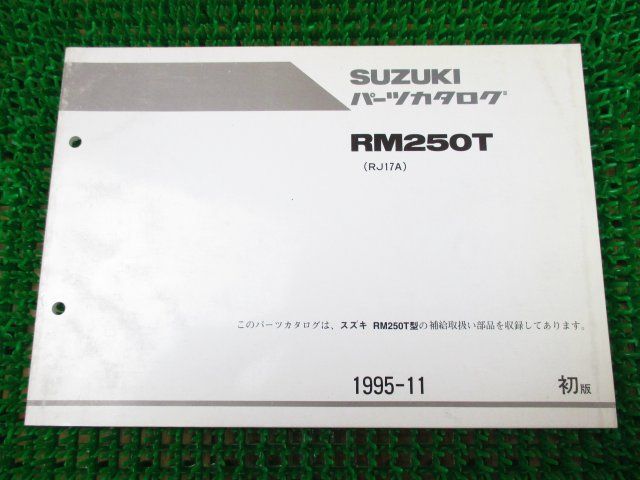 SUZUKI
パーツカタログ
RM250T
(RJ17A)
このパーツカタログは、スズキ RM250T型の補給取扱い部品を収録してあります。
1995-11 初版